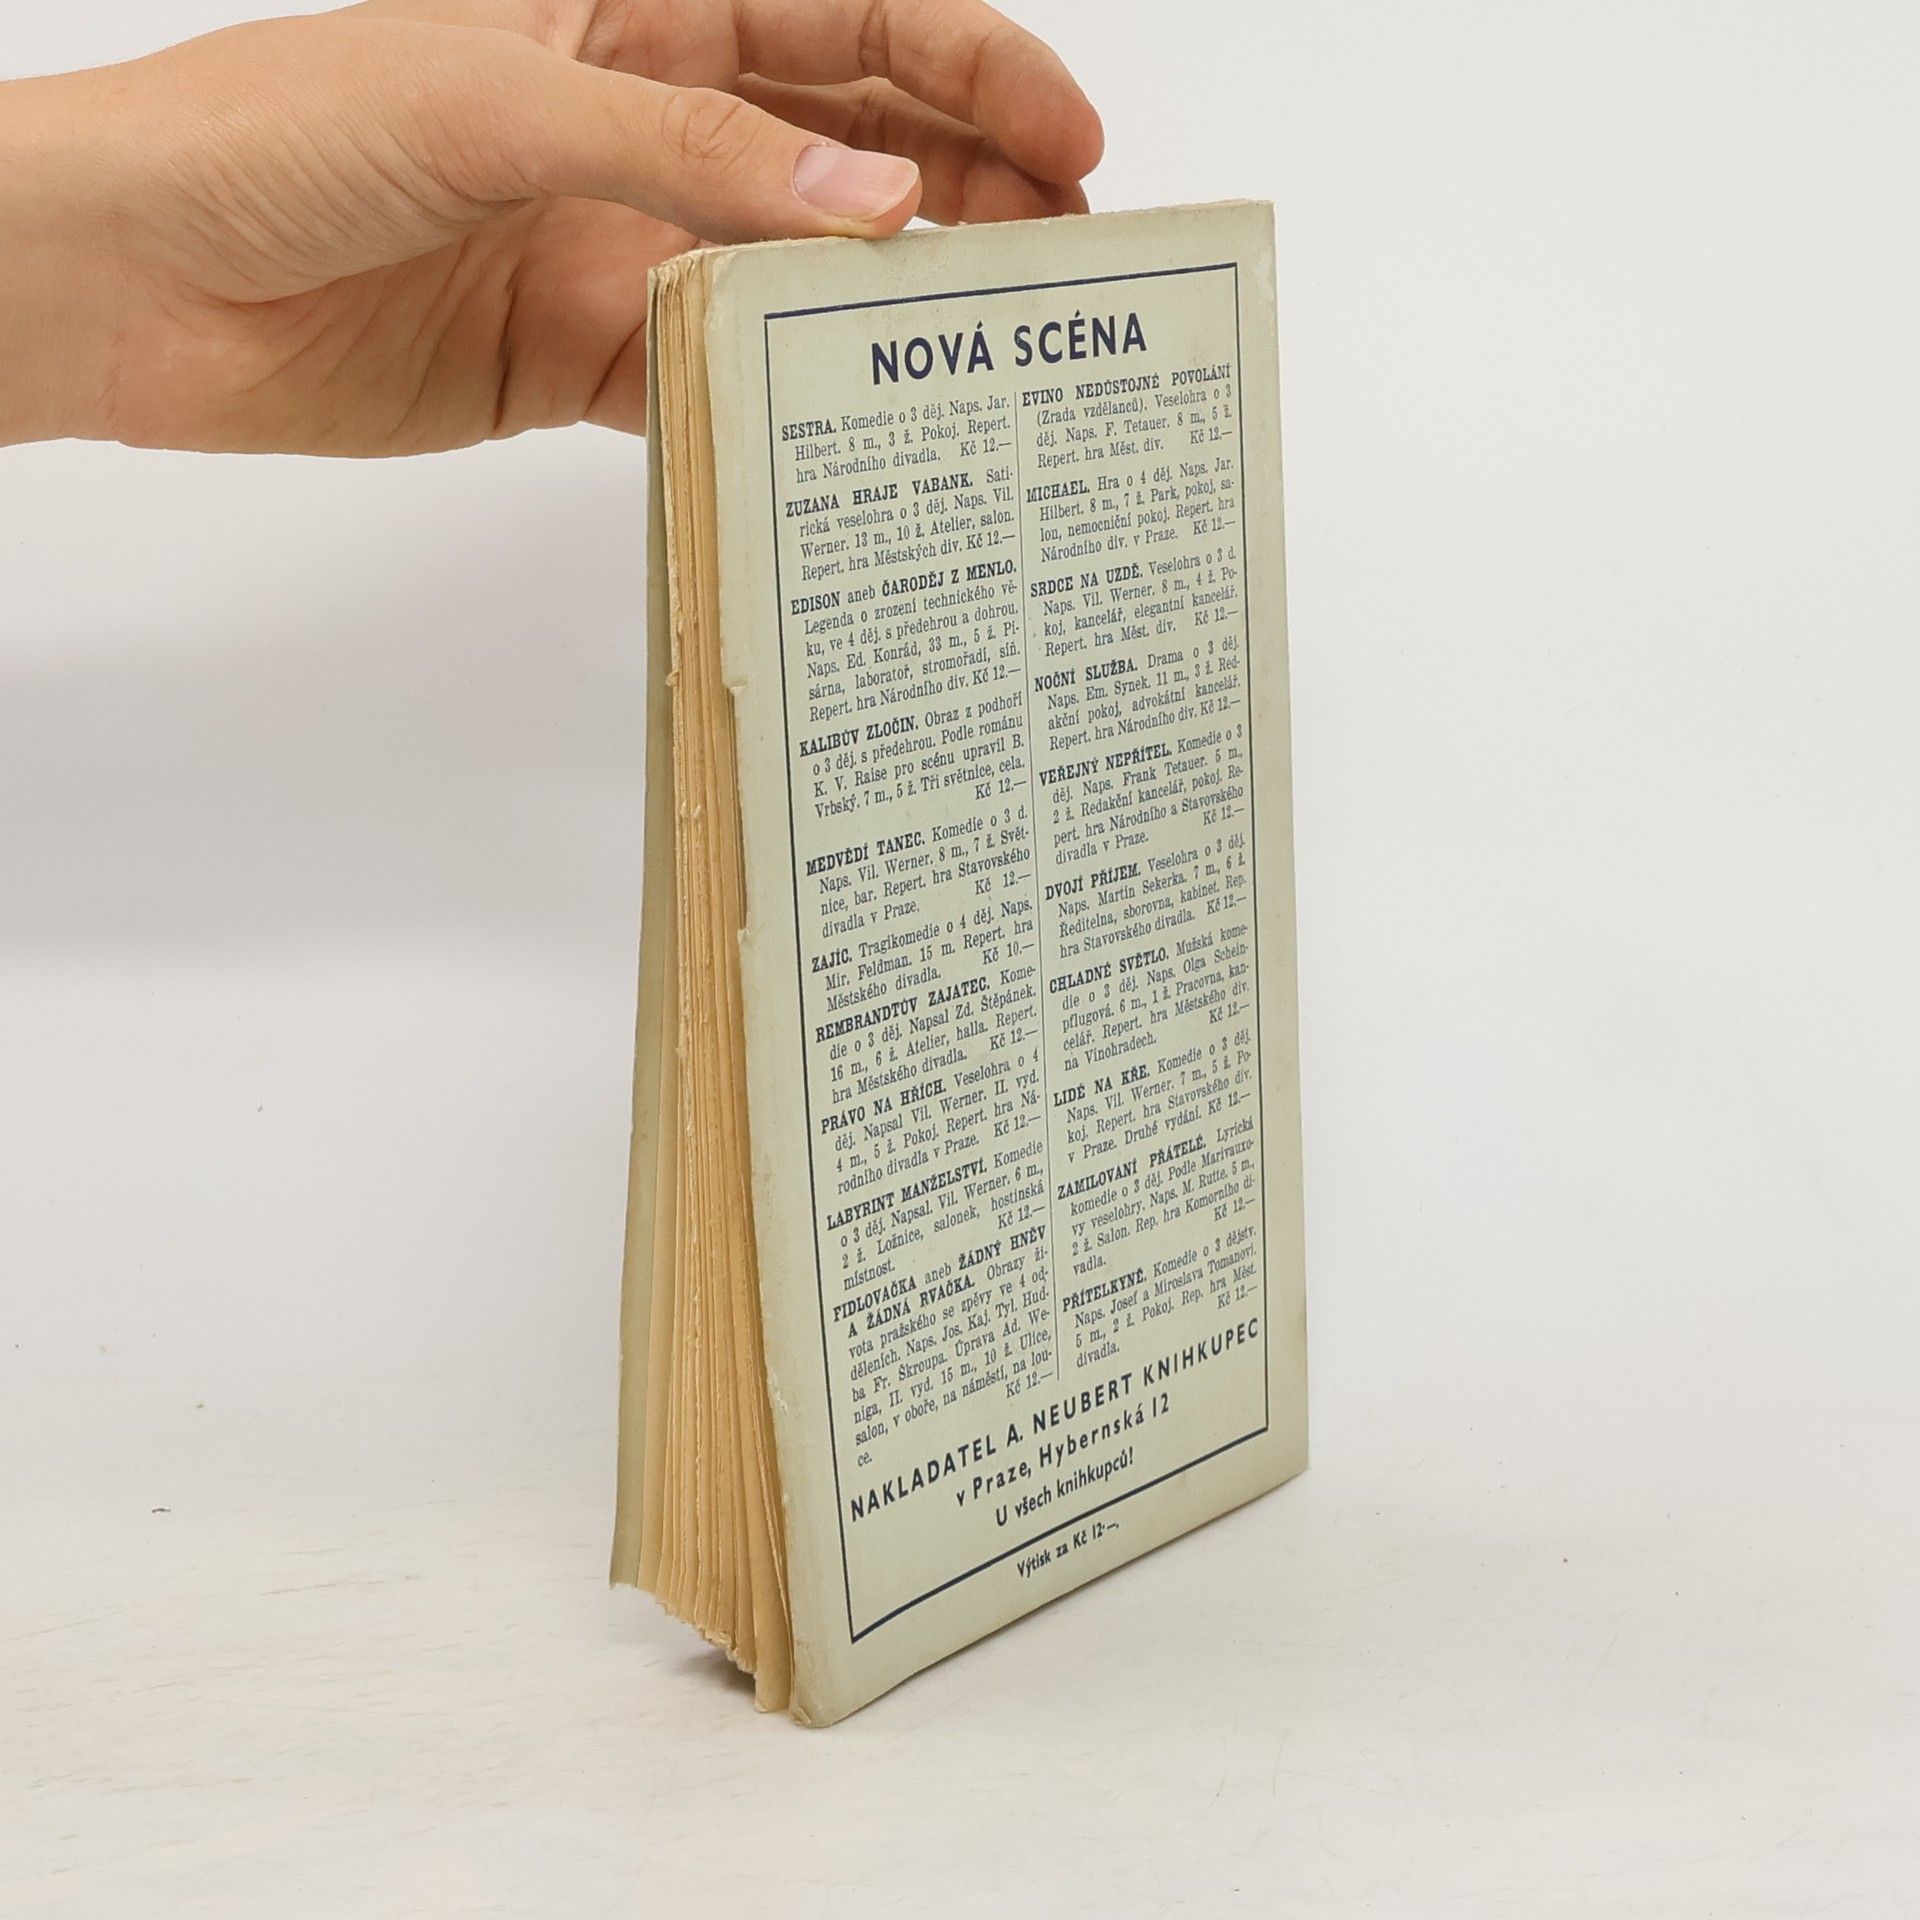 NOVÁ SCÉNA
SESTRA. Komedie o 3 děj. Naps. Jar.
Hilbert. 8 m., 3 ž. Pokoj. Repert.
hra Národního divadla. Kč 12.—
ZUZANA HRAJE VABANK. Sati-
rická veselohra o 3 děj. Naps. Vil.
Werner. 13 m., 10 ž. Atelier, salon.
Repert. hra Městských div. Kč 12.—
EDISON aneb ČARODĚJ Z MENLO.
Legenda o zrození technického vě-
ku, ve 4 děj. s předehrou a dohrou.
Naps. Ed. Konrád, 33 m., 5 ž. Pí-
sárna, laboratoř, stromořadí, síň.
Repert. hra Národního div. Kč 12.—
KALIBŮV ZLOČIN. Obraz z podhoří
o 3 děj. s předehrou. Podle románu
K. V. Raise pro scénu upravil B.
Vrbský. 7 m., 5 ž. Tři světnice, cela.
Kč 12.—
MEDVĚDÍ TANEC. Komedie o 3 d.
Naps. Vil. Werner. 8 m., 7 ž. Svět-
nice, bar. Repert. hra Stavovského
divadla v Praze. Kč 12.—
ZAJÍC. Tragikomedie o 4 děj. Naps.
Mir. Feldman. 15 m. Repert. hra
Městského divadla. Kč 10.—
REMBRANDTŮV ZAJATEC. Kome-
die o 3 děj. Napsal Zd. Štěpánek.
16 m., 6 ž. Atelier, halla. Repert.
hra Městského divadla. Kč 12.—
PRÁVO NA HŘÍCH. Veselohra o 4
děj. Napsal Vil. Werner. II. vyd.
4 m., 5 ž. Pokoj. Repert. hra Ná-
rodního divadla v Praze. Kč 12.—
LABYRINT MANŽELSTVÍ. Komedie
o 3 děj. Napsal. Vil. Werner. 6 m.,
2 ž. Ložnice, salonek, hostinská
místnost. Kč 12.—
FIDLOVAČKA aneb ŽÁDNÝ HNĚV
A ŽÁDNÁ RVAČKA. Obrazy ži-
vota pražského se zpěvy ve 4 od-
děleních. Naps. Jos. Kaj. Tyl. Hud-
ba Fr. Škroupa. Úprava Ad. We-
niga, II. vyd. 15 m., 10 ž. Ulice,
salon, v oboře, na náměstí, na lou-
ce. Kč 12.—
EVINO NEDŮSTOJNÉ POVOLÁNÍ
(Zrada vzdělanců). Veselohra o 3
děj. Naps. F. Tetauer. 8 m., 5 ž.
Repert. hra Měst. div. Kč 12.—
MICHAEL. Hra o 4 děj. Naps. Jar.
Hilbert. 8 m., 7 ž. Park, pokoj, sa-
lon, nemocniční pokoj. Repert. hra
Národního div. v Praze. Kč 12.—
SRDCE NA UZDĚ. Veselohra o 3 d.
Naps. Vil. Werner. 8 m., 4 ž. Po-
koj, kancelář, elegantní kancelář.
Repert. hra Měst. div. Kč 12.—
NOČNÍ SLUŽBA. Drama o 3 děj.
Naps. Em. Synek. 11 m., 3 ž. Red-
akční pokoj, advokátní kancelář.
Repert. hra Národního div. Kč 12.—
VEŘEJNÝ NEPŘÍTEL. Komedie o 3
děj. Naps. Frank Tetauer. 5 m.,
2 ž. Redakční kancelář, pokoj. Re-
pert. hra Národního a Stavovského
divadla v Praze. Kč 12.—
DVOJÍ PŘÍJEM. Veselohra o 3 děj.
Naps. Martin Sekerka. 7 m., 6 ž.
Ředitelna, sborovna, kabinet. Rep.
hra Stavovského divadla. Kč 12.—
CHLADNÉ SVĚTLO. Mužská kome-
die o 3 děj. Naps. Olga Schein-
pflugová. 6 m., 1 ž. Pracovna, kan-
celář. Repert. hra Městského div.
na Vinohradech. Kč 12.—
LIDÉ NA KŘE. Komedie o 3 děj.
Naps. Vil. Werner. 7 m., 5 ž. Po-
koj. Repert. hra Stavovského div.
v Praze. Druhé vydání. Kč 12.—
ZAMILOVANÍ PŘÁTELÉ. Lyrická
komedie o 3 děj. Podle Marivauxo-
vy veselohry. Naps. M. Rutte. 5 m.,
2 ž. Salon. Rep. hra Komorního di-
vadla. Kč 12.—
PŘÍTELKYNĚ. Komedie o 3 dějstv.
Naps. Josef a Miroslava Tomanovi.
5 m., 2 ž. Pokoj. Rep. hra Měst.
divadla. Kč 12.—
NAKLADATEL A. NEUBERT KNIHKUPEC
v Praze, Hybernská 12
U všech knihkupců!
Výtisk za Kč 12·—,